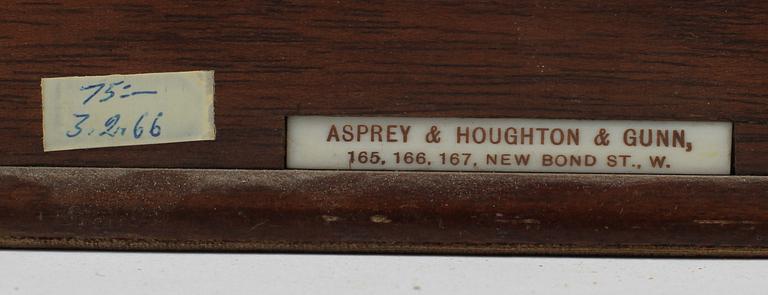 75:-
3.2.66
ASPREY & HOUGHTON & GUNN,
165, 166, 167, NEW BOND ST., W.